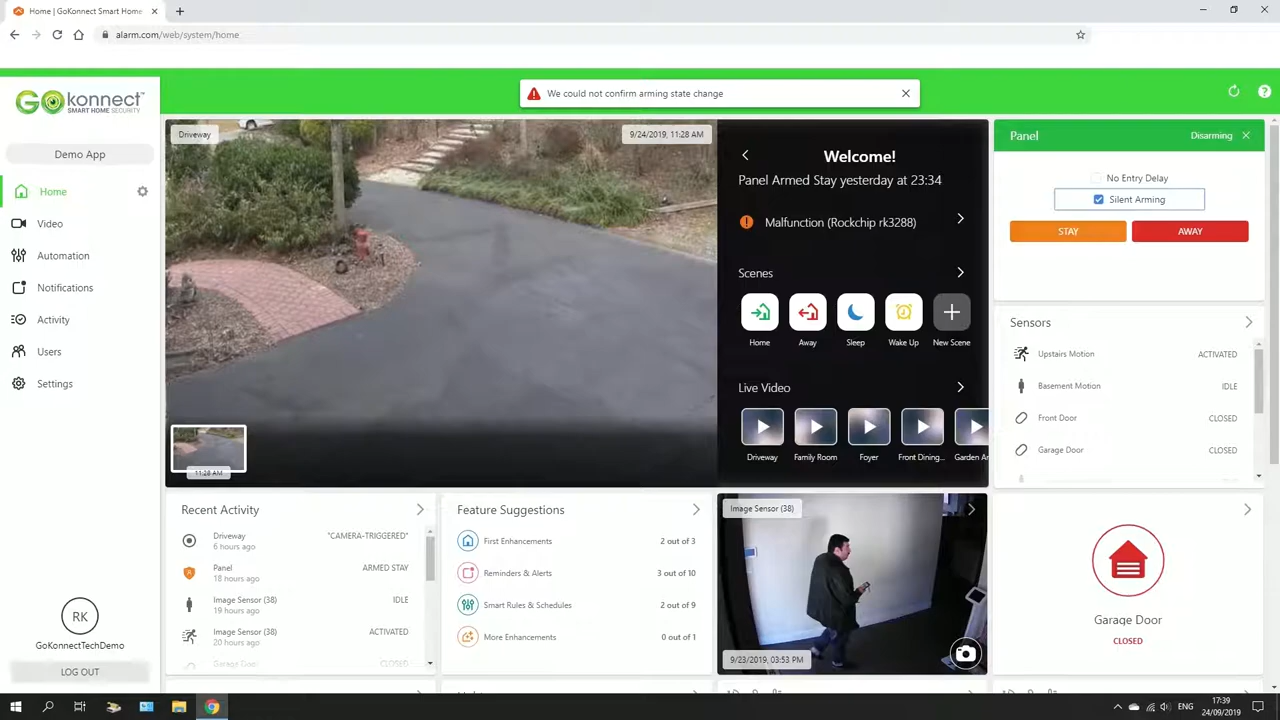 Home | GoKonnect Smart Home
alarm.com/web/system/home
We could not confirm arming state change
GOkonnect™
SMART HOME SECURITY
Demo App
Home
Video
Automation
Notifications
Activity
Users
Settings
RK
GoKonnectTechDemo
LOG OUT
Driveway
9/24/2019, 11:28 AM
11:28 AM
Welcome!
Panel Armed Stay yesterday at 23:34
Malfunction (Rockchip rk3288)
Scenes
Home
Away
Sleep
Wake Up
New Scene
Live Video
Driveway
Family Room
Foyer
Front Dining...
Garden Ar
Panel
Disarming
No Entry Delay
Silent Arming
STAY
AWAY
Sensors
Upstairs Motion ACTIVATED
Basement Motion IDLE
Front Door CLOSED
Garage Door CLOSED
Recent Activity
Driveway "CAMERA-TRIGGERED"
6 hours ago
Panel ARMED STAY
18 hours ago
Image Sensor (38) IDLE
19 hours ago
Image Sensor (38) ACTIVATED
20 hours ago
Garage Door CLOSED
Feature Suggestions
First Enhancements 2 out of 3
Reminders & Alerts 3 out of 10
Smart Rules & Schedules 2 out of 9
More Enhancements 0 out of 1
Image Sensor (38)
9/23/2019, 03:53 PM
Garage Door
CLOSED
ENG
17:39
24/09/2019